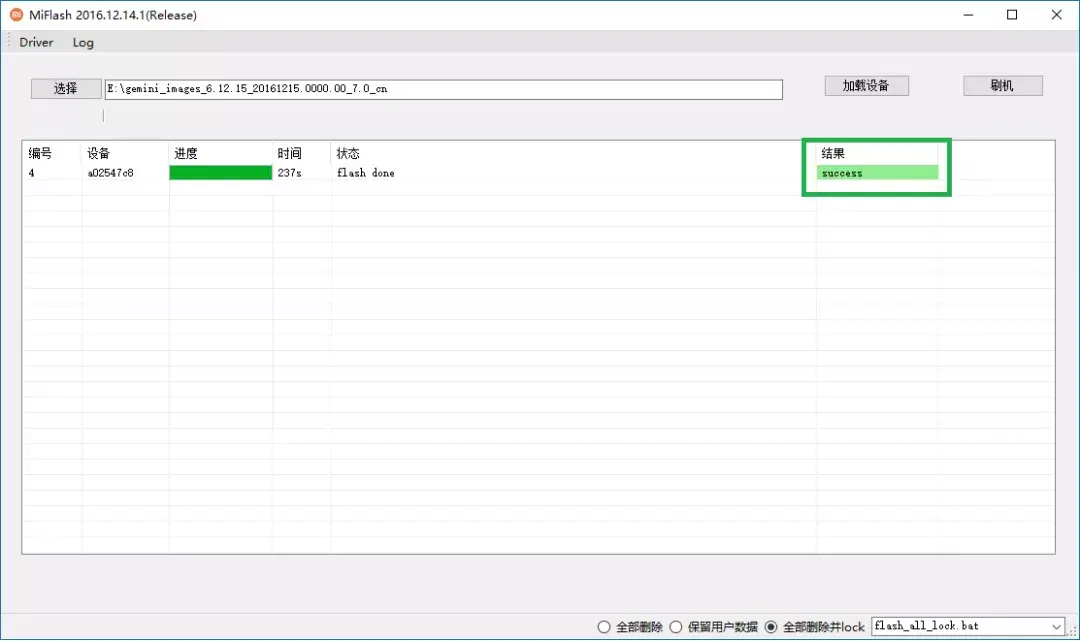 MiFlash 2016.12.14.1(Release)
Driver Log
选择 E:\gemini_images_6.12.15_20161215.0000.00_7.0_cn 加载设备 刷机
编号 设备 进度 时间 状态 结果
4 a02547c8 237s flash done success
全部删除 保留用户数据 全部删除并lock flash_all_lock.bat